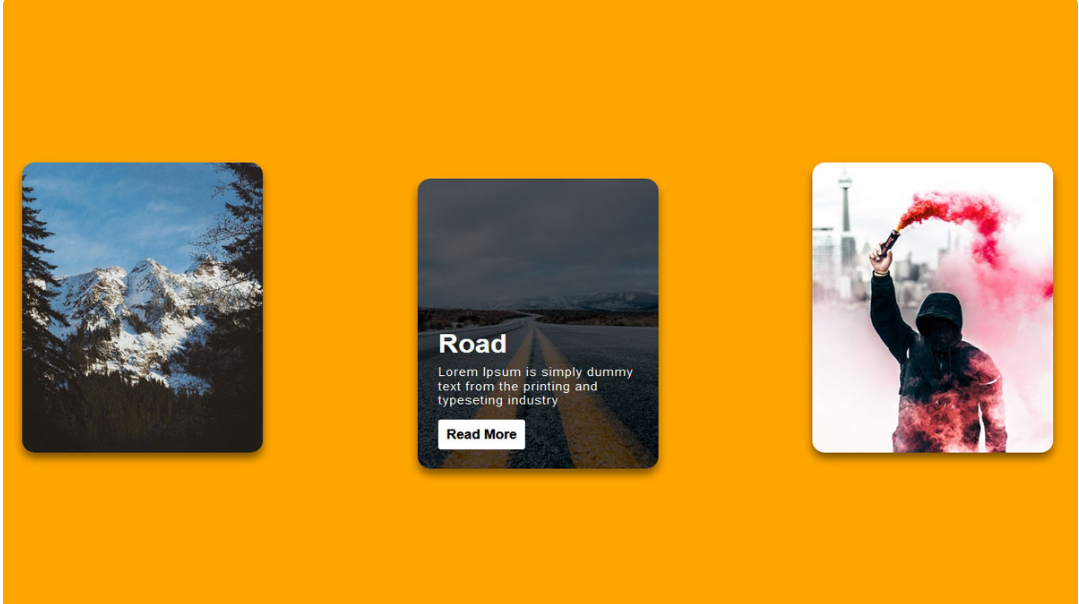 Road
Lorem Ipsum is simply dummy
text from the printing and
typeseting industry
Read More